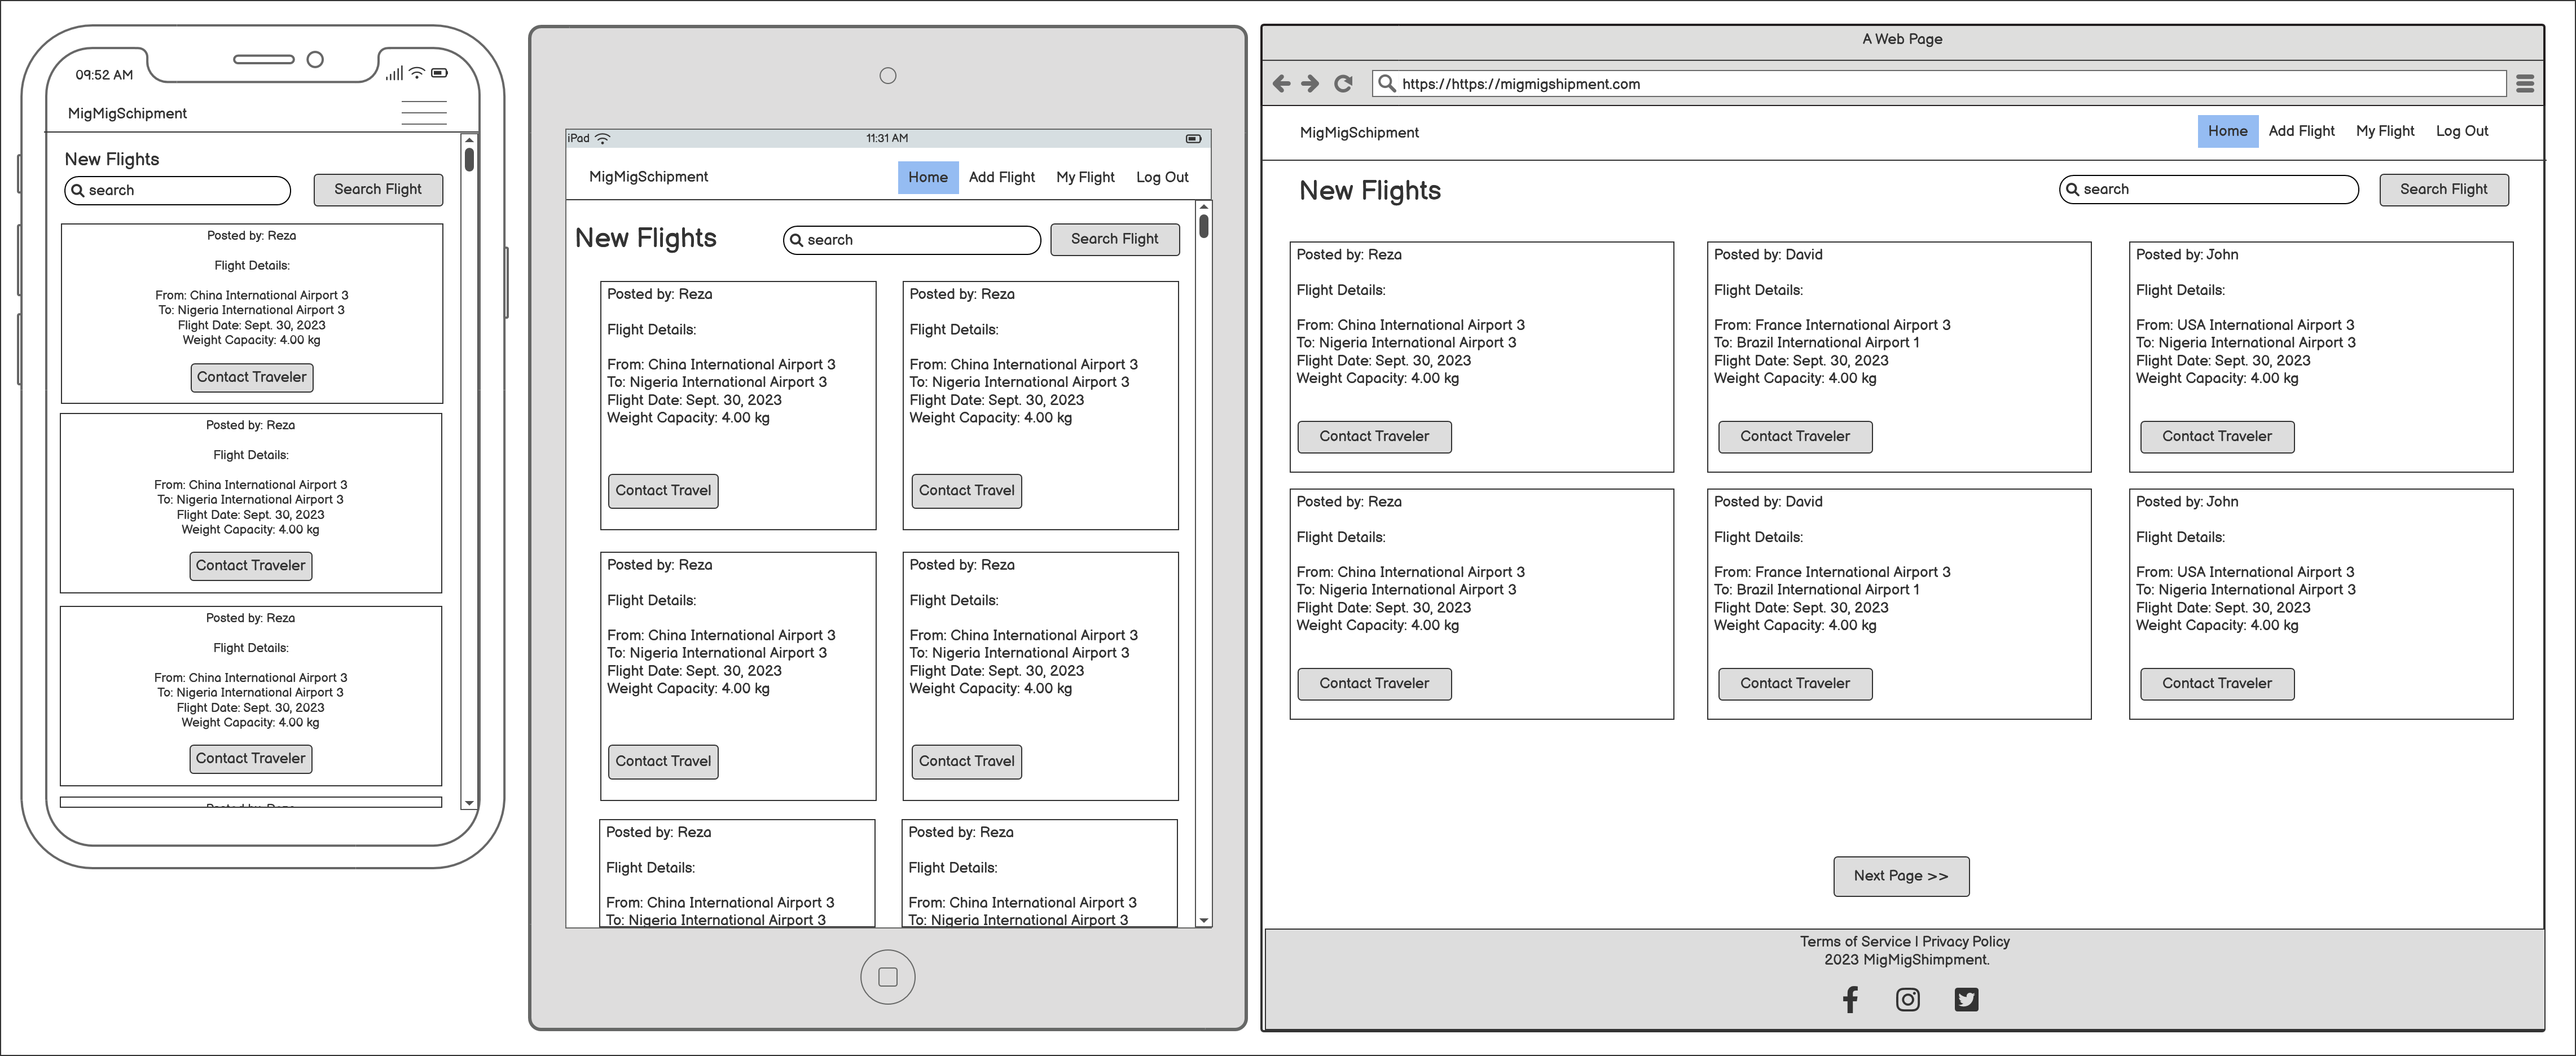 09:52 AM
MigMigSchipment
New Flights
search
Search Flight
Posted by: Reza
Flight Details:
From: China International Airport 3
To: Nigeria International Airport 3
Flight Date: Sept. 30, 2023
Weight Capacity: 4.00 kg
Contact Traveler
Posted by: Reza
Flight Details:
From: China International Airport 3
To: Nigeria International Airport 3
Flight Date: Sept. 30, 2023
Weight Capacity: 4.00 kg
Contact Traveler
Posted by: Reza
Flight Details:
From: China International Airport 3
To: Nigeria International Airport 3
Flight Date: Sept. 30, 2023
Weight Capacity: 4.00 kg
Contact Traveler
Posted by: Reza
iPad
11:31 AM
MigMigSchipment
Home Add Flight My Flight Log Out
New Flights
search
Search Flight
Posted by: Reza
Flight Details:
From: China International Airport 3
To: Nigeria International Airport 3
Flight Date: Sept. 30, 2023
Weight Capacity: 4.00 kg
Contact Travel
Posted by: Reza
Flight Details:
From: China International Airport 3
To: Nigeria International Airport 3
Flight Date: Sept. 30, 2023
Weight Capacity: 4.00 kg
Contact Travel
Posted by: Reza
Flight Details:
From: China International Airport 3
To: Nigeria International Airport 3
Flight Date: Sept. 30, 2023
Weight Capacity: 4.00 kg
Contact Travel
Posted by: Reza
Flight Details:
From: China International Airport 3
To: Nigeria International Airport 3
Flight Date: Sept. 30, 2023
Weight Capacity: 4.00 kg
Contact Travel
Posted by: Reza
Flight Details:
From: China International Airport 3
To: Nigeria International Airport 3
Posted by: Reza
Flight Details:
From: China International Airport 3
To: Nigeria International Airport 3
A Web Page
https://https://migmigshipment.com
MigMigSchipment
Home Add Flight My Flight Log Out
New Flights
search
Search Flight
Posted by: Reza
Flight Details:
From: China International Airport 3
To: Nigeria International Airport 3
Flight Date: Sept. 30, 2023
Weight Capacity: 4.00 kg
Contact Traveler
Posted by: David
Flight Details:
From: France International Airport 3
To: Brazil International Airport 1
Flight Date: Sept. 30, 2023
Weight Capacity: 4.00 kg
Contact Traveler
Posted by: John
Flight Details:
From: USA International Airport 3
To: Nigeria International Airport 3
Flight Date: Sept. 30, 2023
Weight Capacity: 4.00 kg
Contact Traveler
Posted by: Reza
Flight Details:
From: China International Airport 3
To: Nigeria International Airport 3
Flight Date: Sept. 30, 2023
Weight Capacity: 4.00 kg
Contact Traveler
Posted by: David
Flight Details:
From: France International Airport 3
To: Brazil International Airport 1
Flight Date: Sept. 30, 2023
Weight Capacity: 4.00 kg
Contact Traveler
Posted by: John
Flight Details:
From: USA International Airport 3
To: Nigeria International Airport 3
Flight Date: Sept. 30, 2023
Weight Capacity: 4.00 kg
Contact Traveler
Next Page >>
Terms of Service | Privacy Policy
2023 MigMigShimpment.